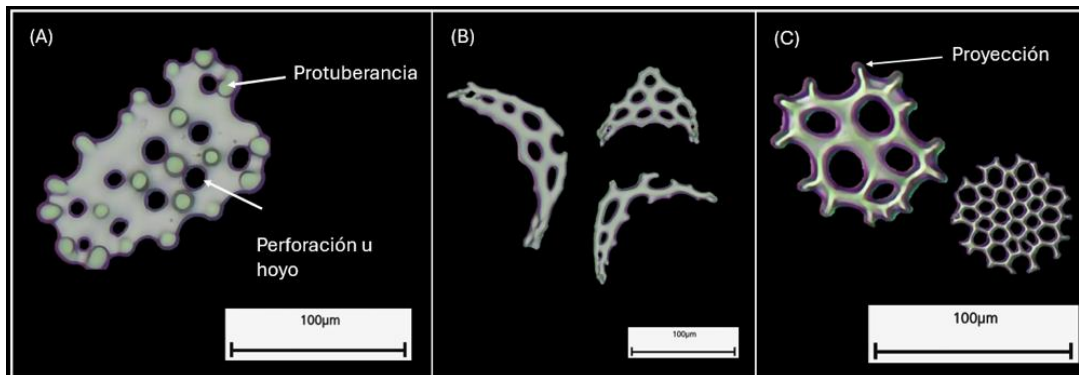 (A)
Protuberancia
Perforación u
hoyo
100µm
(B)
100µm
(C)
Proyección
100µm